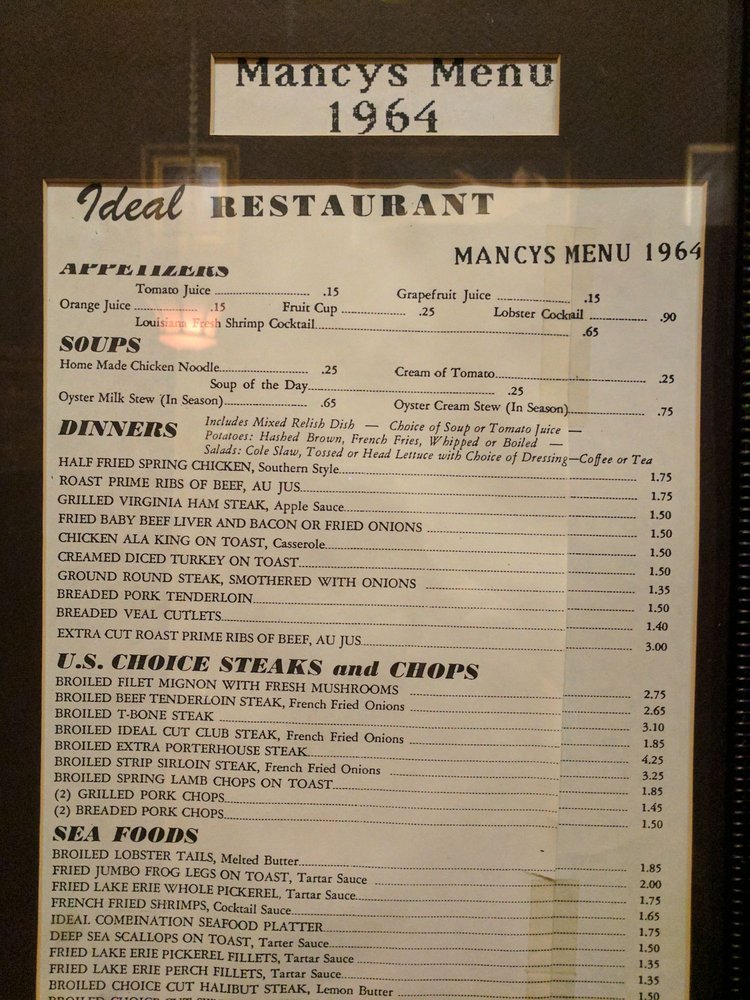 Mancys Menu
1964
Ideal RESTAURANT
MANCYS MENU 1964
APPETIZERS
Tomato Juice .15 Grapefruit Juice .15
Orange Juice .15 Fruit Cup .25 Lobster Cocktail .90
Louisiana Fresh Shrimp Cocktail .65
SOUPS
Home Made Chicken Noodle .25 Cream of Tomato .25
Soup of the Day .25
Oyster Milk Stew (In Season) .65 Oyster Cream Stew (In Season) .75
DINNERS Includes Mixed Relish Dish — Choice of Soup or Tomato Juice —
Potatoes: Hashed Brown, French Fries, Whipped or Boiled —
Salads: Cole Slaw, Tossed or Head Lettuce with Choice of Dressing—Coffee or Tea
HALF FRIED SPRING CHICKEN, Southern Style 1.75
ROAST PRIME RIBS OF BEEF, AU JUS 1.75
GRILLED VIRGINIA HAM STEAK, Apple Sauce 1.50
FRIED BABY BEEF LIVER AND BACON OR FRIED ONIONS 1.50
CHICKEN ALA KING ON TOAST, Casserole 1.50
CREAMED DICED TURKEY ON TOAST 1.50
GROUND ROUND STEAK, SMOTHERED WITH ONIONS 1.35
BREADED PORK TENDERLOIN 1.50
BREADED VEAL CUTLETS 1.40
EXTRA CUT ROAST PRIME RIBS OF BEEF, AU JUS 3.00
U.S. CHOICE STEAKS and CHOPS
BROILED FILET MIGNON WITH FRESH MUSHROOMS 2.75
BROILED BEEF TENDERLOIN STEAK, French Fried Onions 2.65
BROILED T-BONE STEAK 3.10
BROILED IDEAL CUT CLUB STEAK, French Fried Onions 1.85
BROILED EXTRA PORTERHOUSE STEAK 4.25
BROILED STRIP SIRLOIN STEAK, French Fried Onions 3.25
BROILED SPRING LAMB CHOPS ON TOAST 1.85
(2) GRILLED PORK CHOPS 1.45
(2) BREADED PORK CHOPS 1.50
SEA FOODS
BROILED LOBSTER TAILS, Melted Butter 1.85
FRIED JUMBO FROG LEGS ON TOAST, Tartar Sauce 2.00
FRIED LAKE ERIE WHOLE PICKEREL, Tartar Sauce 1.75
FRENCH FRIED SHRIMPS, Cocktail Sauce 1.65
IDEAL COMBINATION SEAFOOD PLATTER 1.75
DEEP SEA SCALLOPS ON TOAST, Tarter Sauce 1.50
FRIED LAKE ERIE PICKEREL FILLETS, Tartar Sauce 1.35
FRIED LAKE ERIE PERCH FILLETS, Tartar Sauce 1.35
BROILED CHOICE CUT HALIBUT STEAK, Lemon Butter 1.50